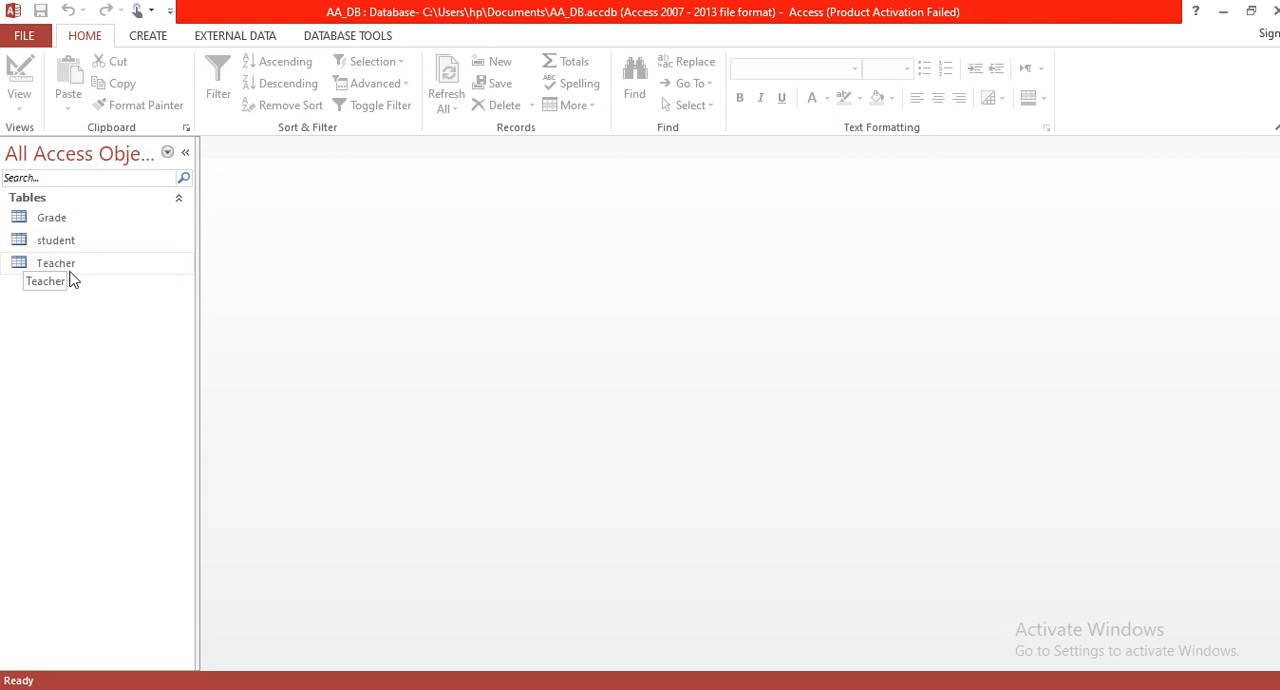 AA_DB : Database- C:\Users\hp\Documents\AA_DB.accdb (Access 2007 - 2013 file format) - Access (Product Activation Failed)
FILE HOME CREATE EXTERNAL DATA DATABASE TOOLS Sign
View
Views
Paste
Cut
Copy
Format Painter
Clipboard
Filter
Ascending
Descending
Remove Sort
Selection
Advanced
Toggle Filter
Sort & Filter
Refresh
All
New
Save
Delete
Totals
Spelling
More
Records
Find
Replace
Go To
Select
Find
B I U A
Text Formatting
All Access Obje...
Search...
Tables
Grade
student
Teacher
Teacher
Activate Windows
Go to Settings to activate Windows.
Ready